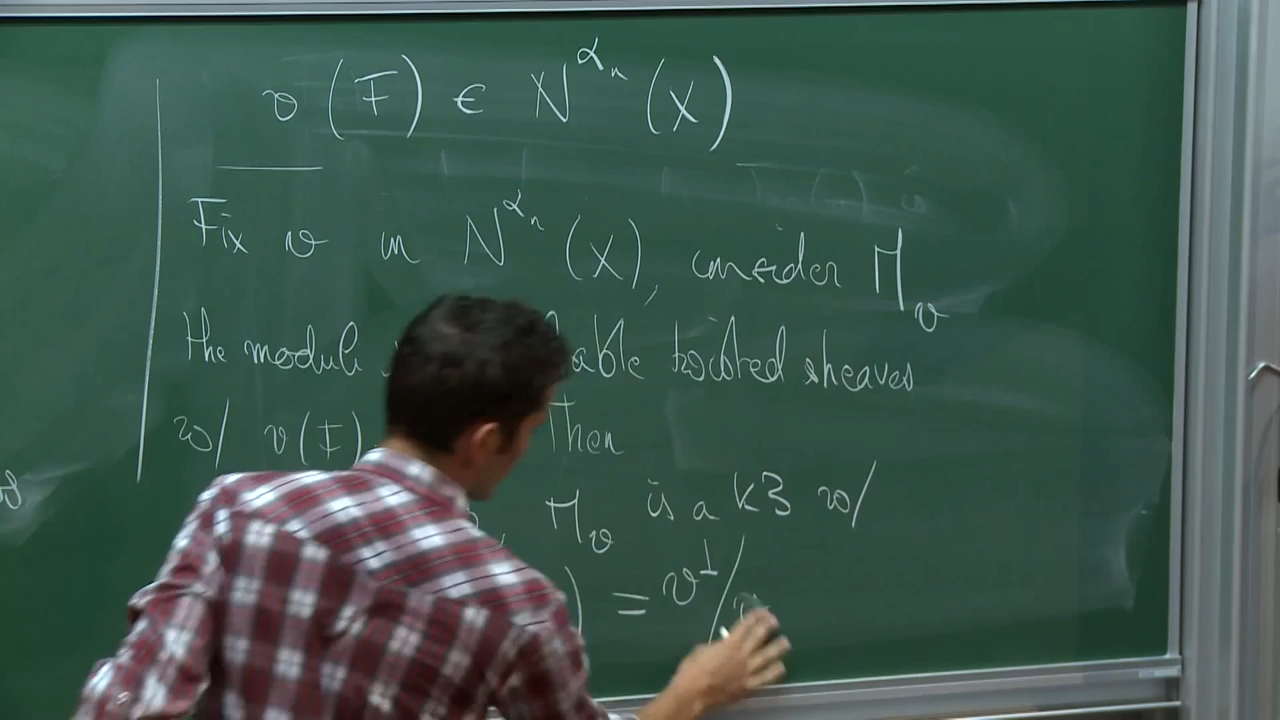 v (F) ∈ N^{α_n} (X)
Fix v in N^{α_n} (X), consider M_v
the moduli able twisted sheaves
w/ v(F) Then
M_v is a K3 w/
) = v^⊥/